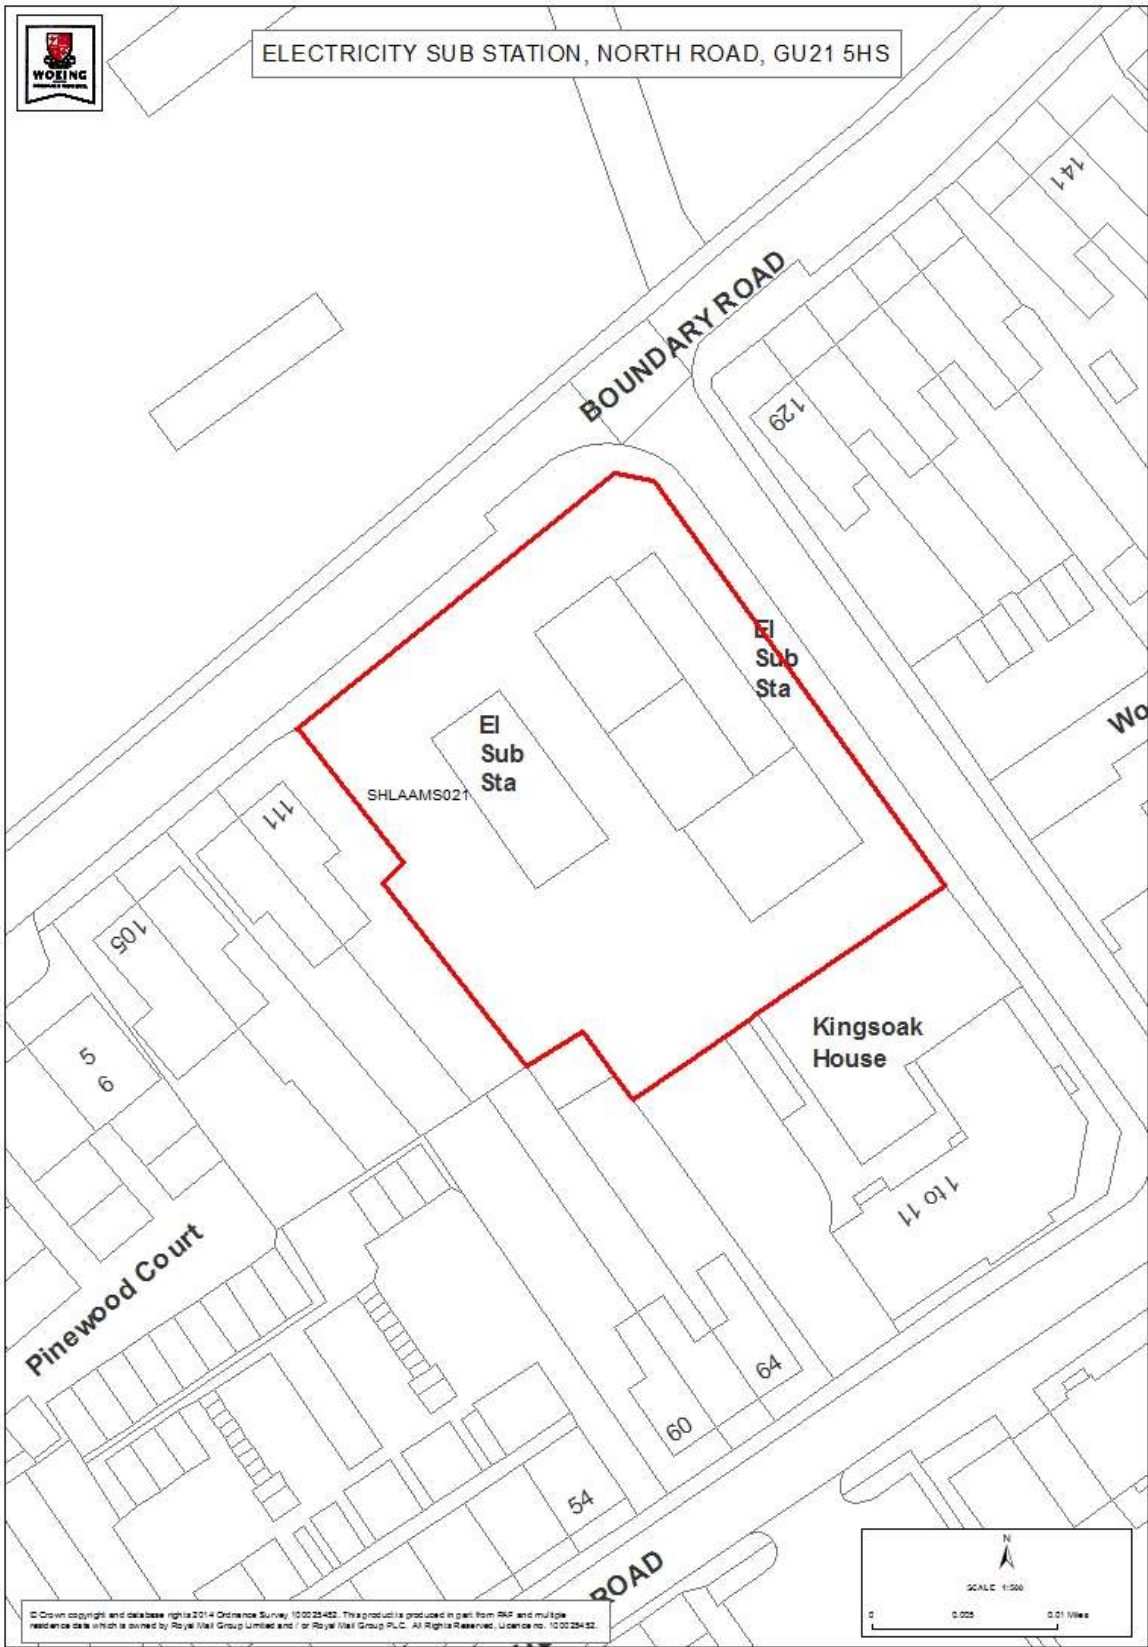 WOKING
ELECTRICITY SUB STATION, NORTH ROAD, GU21 5HS
141
BOUNDARY ROAD
129
El
Sub
Sta
El
Sub
Sta
Wo
SHLAAMS021
111
105
5
6
Kingsoak
House
1 to 11
Pinewood Court
64
60
54
ROAD
N
SCALE 1:500
0 0.005 0.01 Miles
© Crown copyright and database rights 2014 Ordnance Survey 100025452. This product is produced in part from PAF and multiple
residence data which is owned by Royal Mail Group Limited and / or Royal Mail Group PLC. All Rights Reserved, Licence no. 100025452.